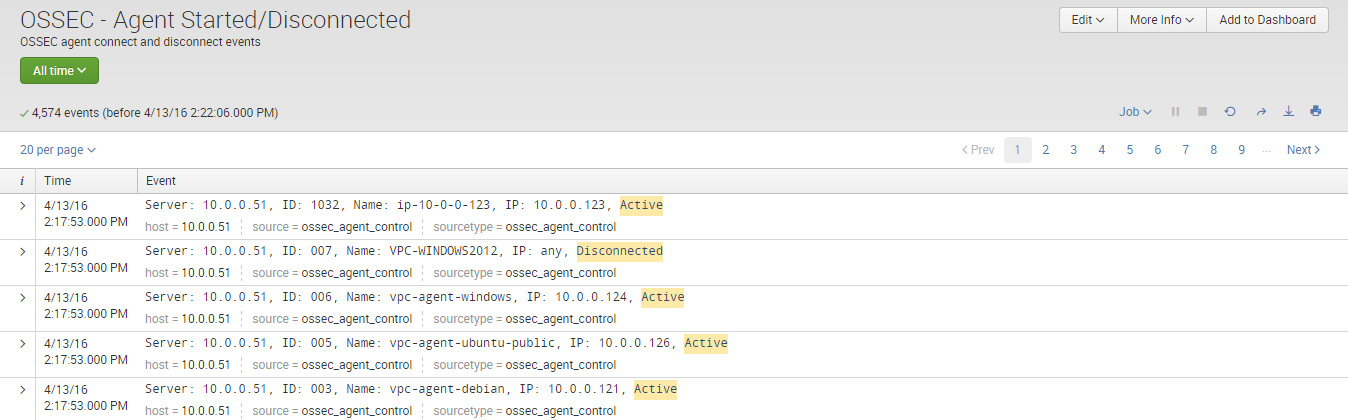 OSSEC - Agent Started/Disconnected
OSSEC agent connect and disconnect events
Edit More Info Add to Dashboard
All time
4,574 events (before 4/13/16 2:22:06.000 PM)
Job
20 per page
Prev 1 2 3 4 5 6 7 8 9 ... Next
i Time Event
4/13/16 Server: 10.0.0.51, ID: 1032, Name: ip-10-0-0-123, IP: 10.0.0.123, Active
2:17:53.000 PM host = 10.0.0.51 source = ossec_agent_control sourcetype = ossec_agent_control
4/13/16 Server: 10.0.0.51, ID: 007, Name: VPC-WINDOWS2012, IP: any, Disconnected
2:17:53.000 PM host = 10.0.0.51 source = ossec_agent_control sourcetype = ossec_agent_control
4/13/16 Server: 10.0.0.51, ID: 006, Name: vpc-agent-windows, IP: 10.0.0.124, Active
2:17:53.000 PM host = 10.0.0.51 source = ossec_agent_control sourcetype = ossec_agent_control
4/13/16 Server: 10.0.0.51, ID: 005, Name: vpc-agent-ubuntu-public, IP: 10.0.0.126, Active
2:17:53.000 PM host = 10.0.0.51 source = ossec_agent_control sourcetype = ossec_agent_control
4/13/16 Server: 10.0.0.51, ID: 003, Name: vpc-agent-debian, IP: 10.0.0.121, Active
2:17:53.000 PM host = 10.0.0.51 source = ossec_agent_control sourcetype = ossec_agent_control